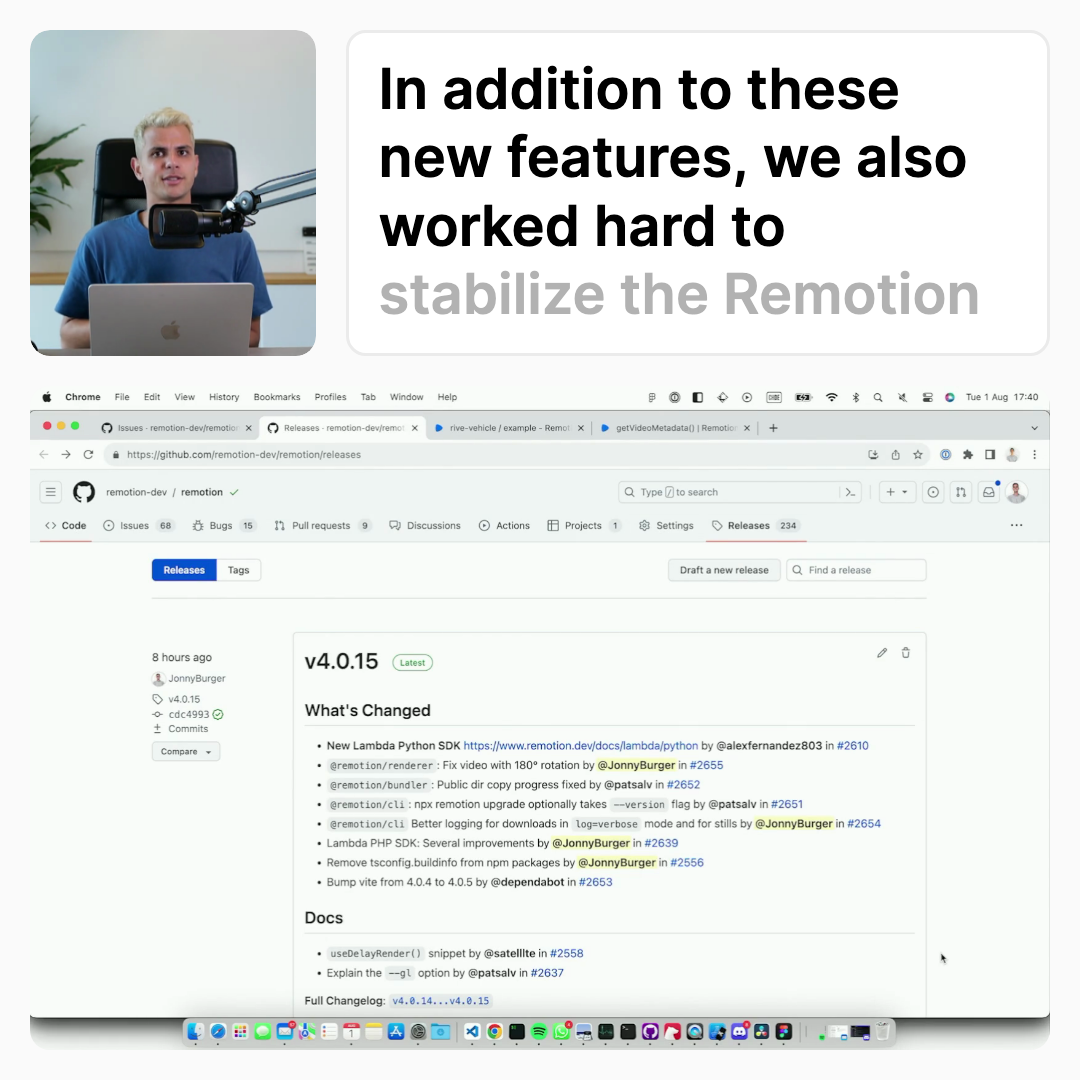 In addition to these
new features, we also
worked hard to
stabilize the Remotion
Chrome File Edit View History Bookmarks Profiles Tab Window Help Tue 1 Aug 17:40
Issues · remotion-dev/remotion Releases · remotion-dev/remot rive-vehicle / example - Remot getVideoMetadata() | Remotion
https://github.com/remotion-dev/remotion/releases
remotion-dev / remotion Type / to search
Code Issues 68 Bugs 15 Pull requests 9 Discussions Actions Projects 1 Settings Releases 234
Releases Tags Draft a new release Find a release
8 hours ago
JonnyBurger
v4.0.15
cdc4993
Commits
Compare
v4.0.15 Latest
What's Changed
• New Lambda Python SDK https://www.remotion.dev/docs/lambda/python by @alexfernandez803 in #2610
• @remotion/renderer: Fix video with 180º rotation by @JonnyBurger in #2655
• @remotion/bundler: Public dir copy progress fixed by @patsalv in #2652
• @remotion/cli: npx remotion upgrade optionally takes --version flag by @patsalv in #2651
• @remotion/cli Better logging for downloads in log=verbose mode and for stills by @JonnyBurger in #2654
• Lambda PHP SDK: Several improvements by @JonnyBurger in #2639
• Remove tsconfig.buildinfo from npm packages by @JonnyBurger in #2556
• Bump vite from 4.0.4 to 4.0.5 by @dependabot in #2653
Docs
• useDelayRender() snippet by @satelllte in #2558
• Explain the --gl option by @patsalv in #2637
Full Changelog: v4.0.14...v4.0.15